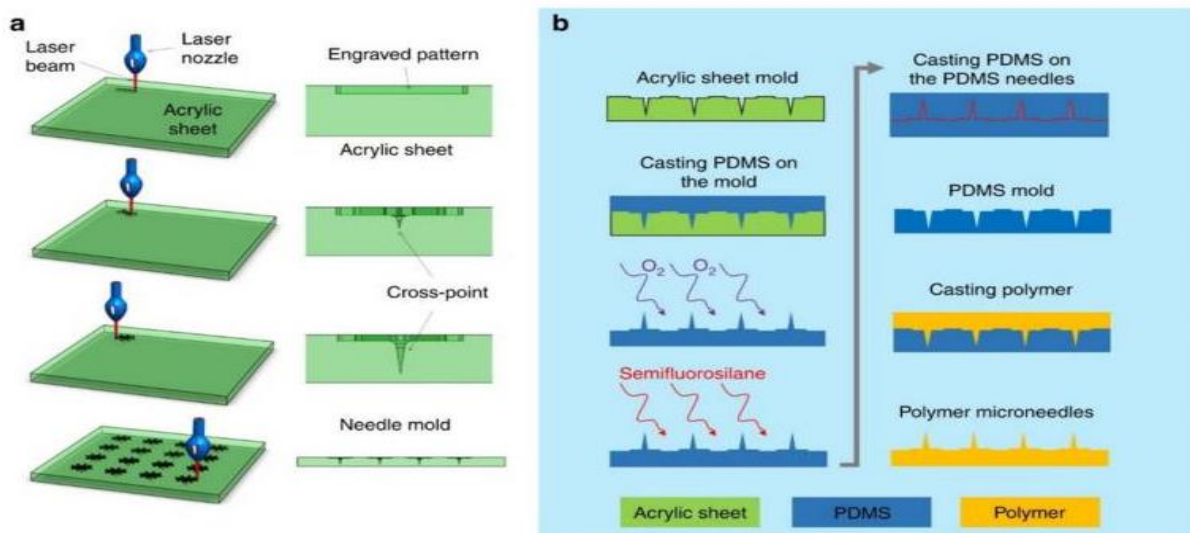 a
Laser
nozzle
Laser
beam
Acrylic
sheet
Engraved pattern
Acrylic sheet
Cross-point
Needle mold
b
Acrylic sheet mold
Casting PDMS on
the mold
O₂ O₂
Semifluorosilane
Casting PDMS on
the PDMS needles
PDMS mold
Casting polymer
Polymer microneedles
Acrylic sheet
PDMS
Polymer